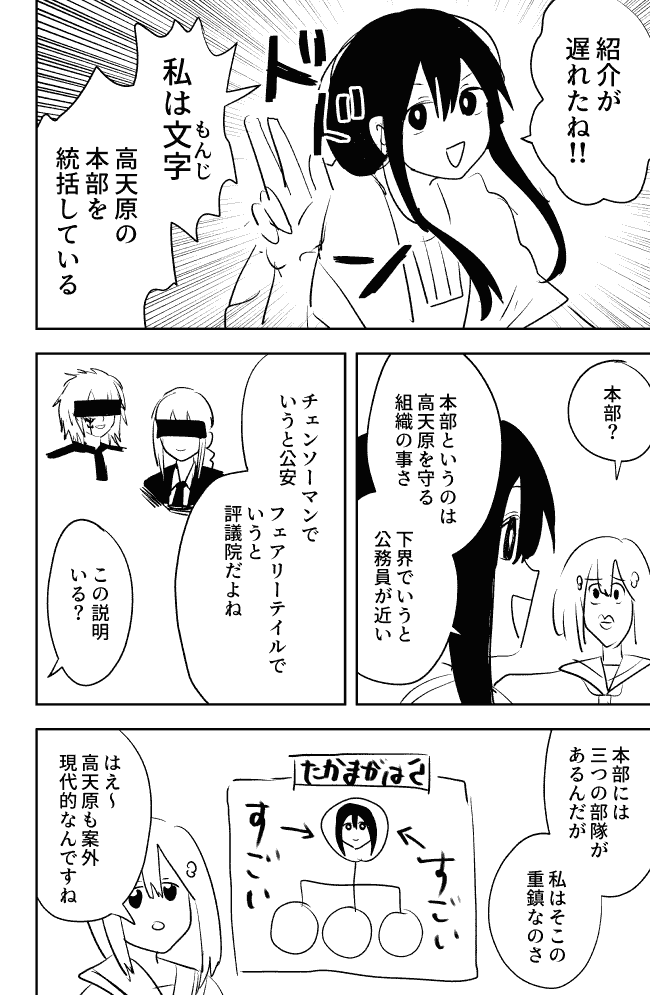 紹介が
遅れたね!!
ドドン
私は文字
もんじ
高天原の
本部を
統括している
本部?
本部というのは
高天原を守る
組織の事さ
下界でいうと
公務員が近い
チェンソーマンで
いうと公安
フェアリーテイルで
いうと
評議院だよね
この説明
いる?
本部には
三つの部隊が
あるんだが
私はそこの
重鎮なのさ
たかまがはら
すごい
すごい
はえ〜
高天原も案外
現代的なんですね